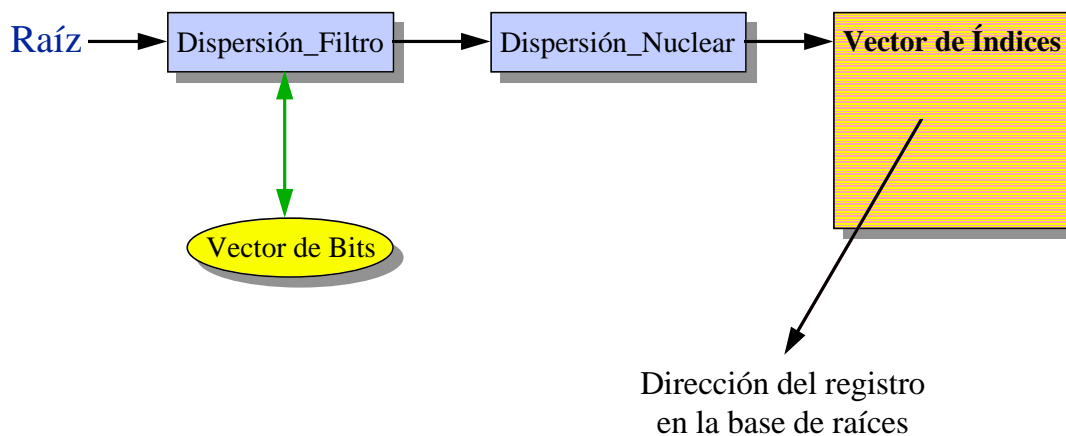 Raíz
Dispersión_Filtro
Dispersión_Nuclear
Vector de Índices
Vector de Bits
Dirección del registro
en la base de raíces